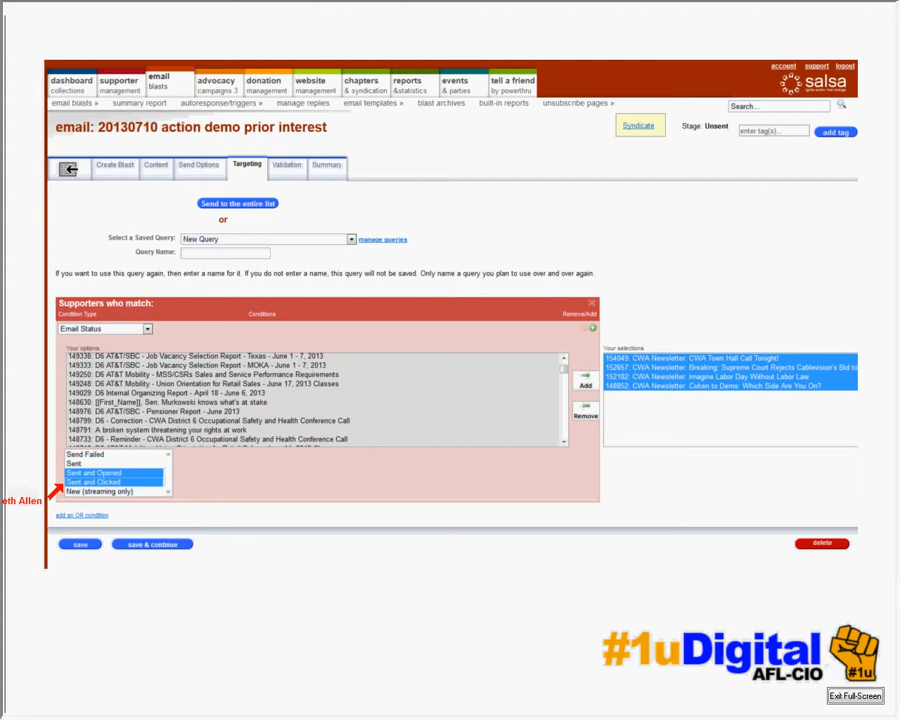 account support logout
dashboard supporter email advocacy donation website chapters reports events tell a friend
collections management blasts campaigns 3 management management & syndication &statistics & parties by powerthru
salsa
email blasts » summary report autoresponse/triggers » manage replies email templates » blast archives built-in reports unsubscribe pages »
Search...
email: 20130710 action demo prior interest
Syndicate
Stage: Unsent
enter tag(s)...
add tag
Create Blast Content Send Options Targeting Validation Summary
Send to the entire list
or
Select a Saved Query: New Query manage queries
Query Name:
If you want to use this query again, then enter a name for it. If you do not enter a name, this query will not be saved. Only name a query you plan to use over and over again.
Supporters who match:
Condition Type Conditions Remove/Add
Email Status
Your options:
149338: D6 AT&T/SBC - Job Vacancy Selection Report - Texas - June 1 - 7, 2013
149333: D6 AT&T/SBC - Job Vacancy Selection Report - MOKA - June 1 - 7, 2013
149250: D6 AT&T Mobility - MSS/CSRs Sales and Service Performance Requirements
149248: D6 AT&T Mobility - Union Orientation for Retail Sales - June 17, 2013 Classes
149029: D6 Internal Organizing Report - April 18 - June 6, 2013
148630: [[First_Name]], Sen. Murkowski knows what's at stake
148976: D6 AT&T/SBC - Pensioner Report - June 2013
148799: D6 - Correction - CWA District 6 Occupational Safety and Health Conference Call
148791: A broken system threatening your rights at work
148733: D6 - Reminder - CWA District 6 Occupational Safety and Health Conference Call
Add
Remove
Your selections
154849: CWA Newsletter: CWA Town Hall Call Tonight!
152657: CWA Newsletter: Breaking: Supreme Court Rejects Cablevision's Bid to
152102: CWA Newsletter: Imagine Labor Day Without Labor Law
148952: CWA Newsletter: Cohen to Dems: Which Side Are You On?
Send Failed
Sent
Sent and Opened
Sent and Clicked
New (streaming only)
eth Allen
add an OR condition
save save & continue delete
#1uDigital
AFL-CIO
#1u
Exit Full-Screen